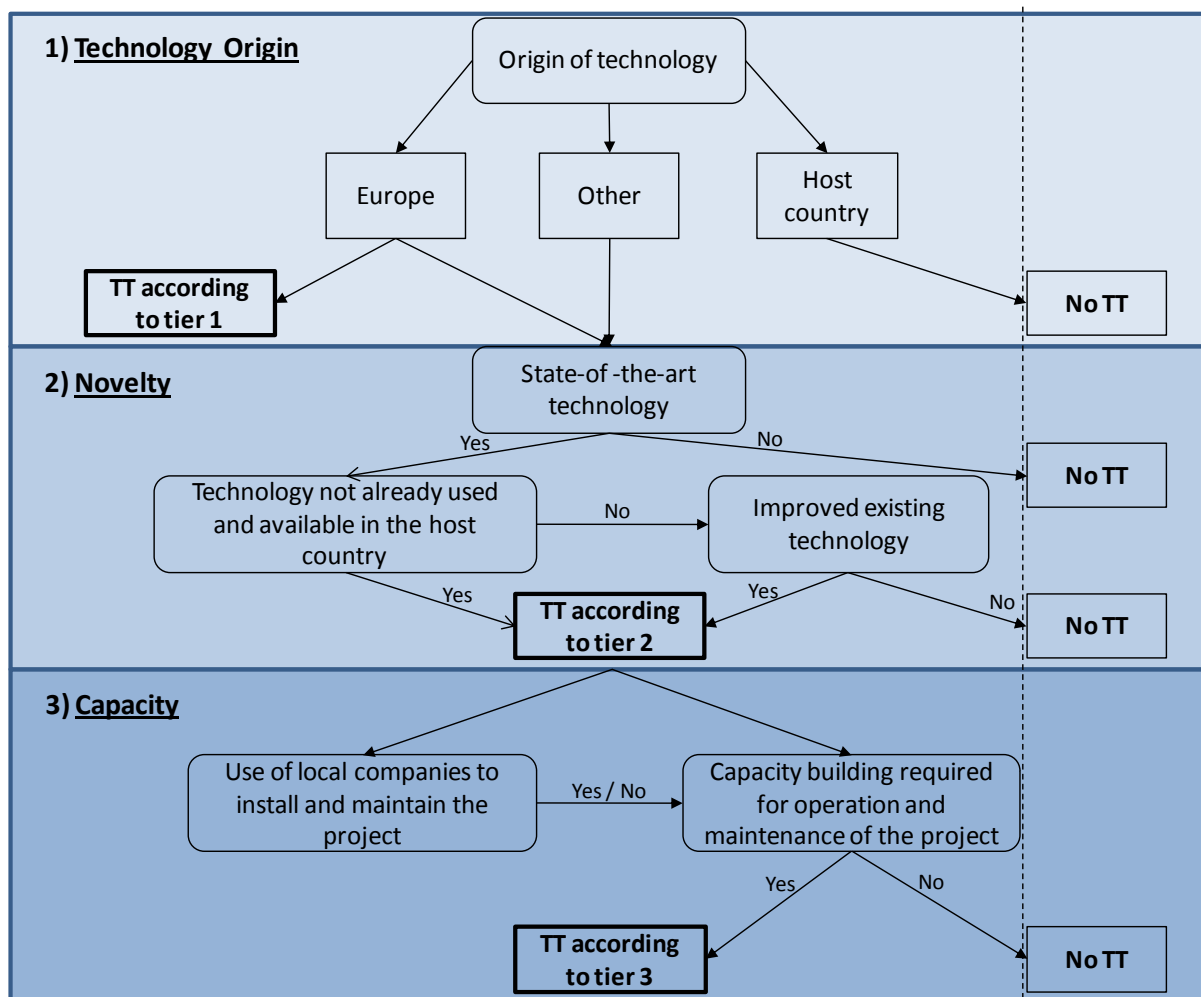 1) Technology Origin
Origin of technology
Europe
Other
Host
country
TT according
to tier 1
No TT
2) Novelty
State-of -the-art
technology
Yes
No
No TT
Technology not already used
and available in the host
country
No
Improved existing
technology
Yes
TT according
to tier 2
Yes
No
No TT
3) Capacity
Use of local companies to
install and maintain the
project
Yes / No
Capacity building required
for operation and
maintenance of the project
Yes
No
TT according
to tier 3
No TT